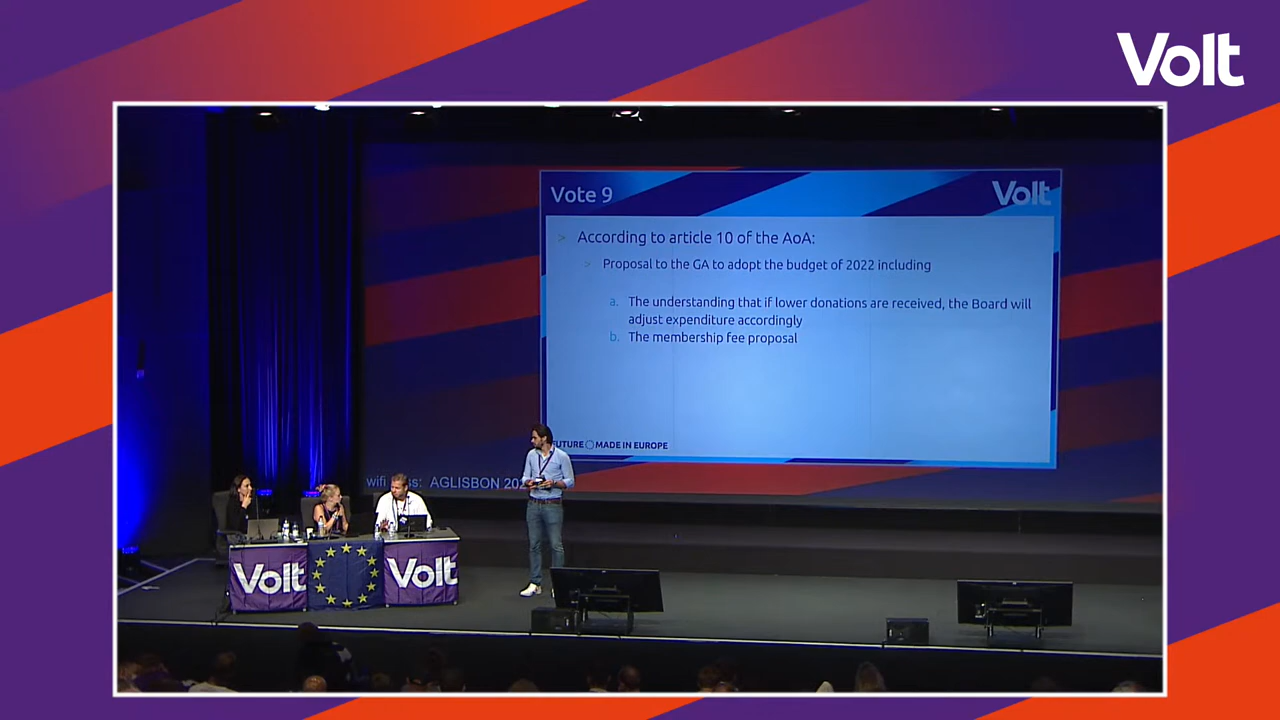 Volt
Vote 9
Volt
> According to article 10 of the AoA:
> Proposal to the GA to adopt the budget of 2022 including
a. The understanding that if lower donations are received, the Board will
adjust expenditure accordingly
b. The membership fee proposal
MADE IN EUROPE
wifi AGLISBON
Volt
Volt